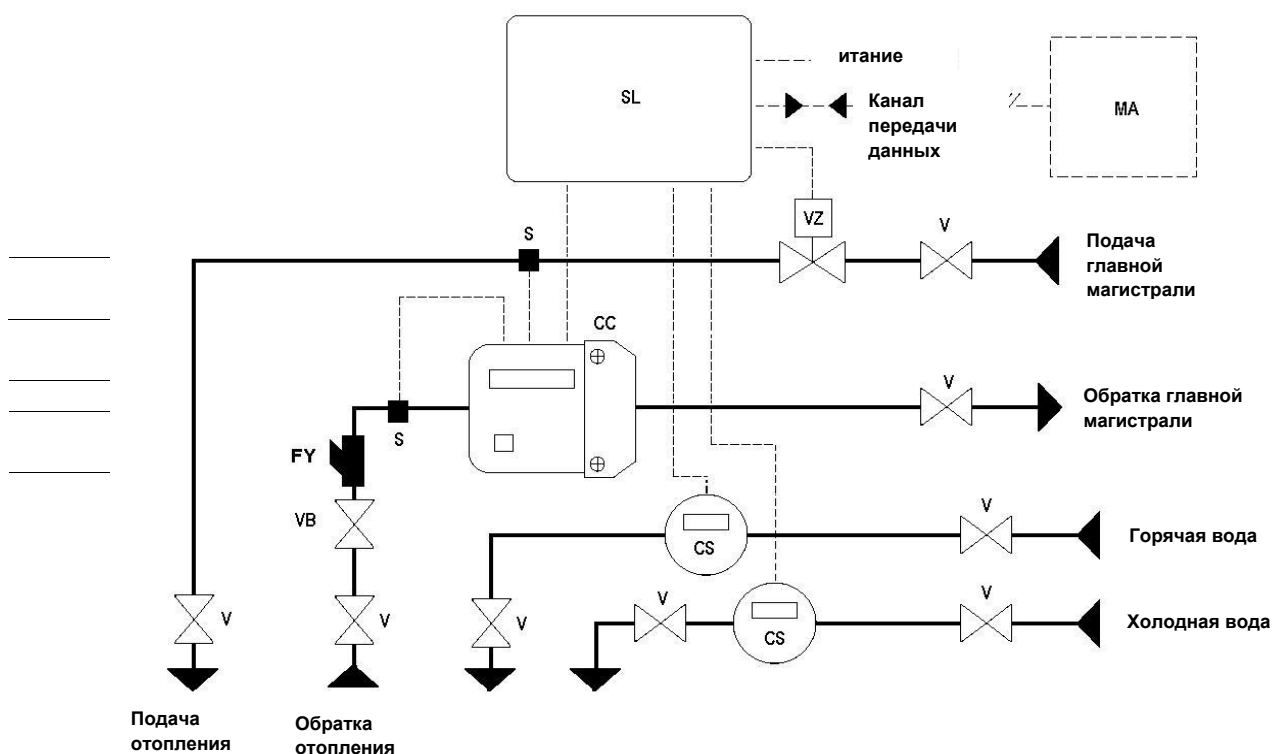 SL
итание
Канал
передачи
данных
MA
VZ
V
S
Подача
главной
магистрали
CC
V
Обратка главной
магистрали
S
FY
VB
V
CS
Горячая вода
V
V
V
V
V
CS
Холодная вода
Подача
отопления
Обратка
отопления